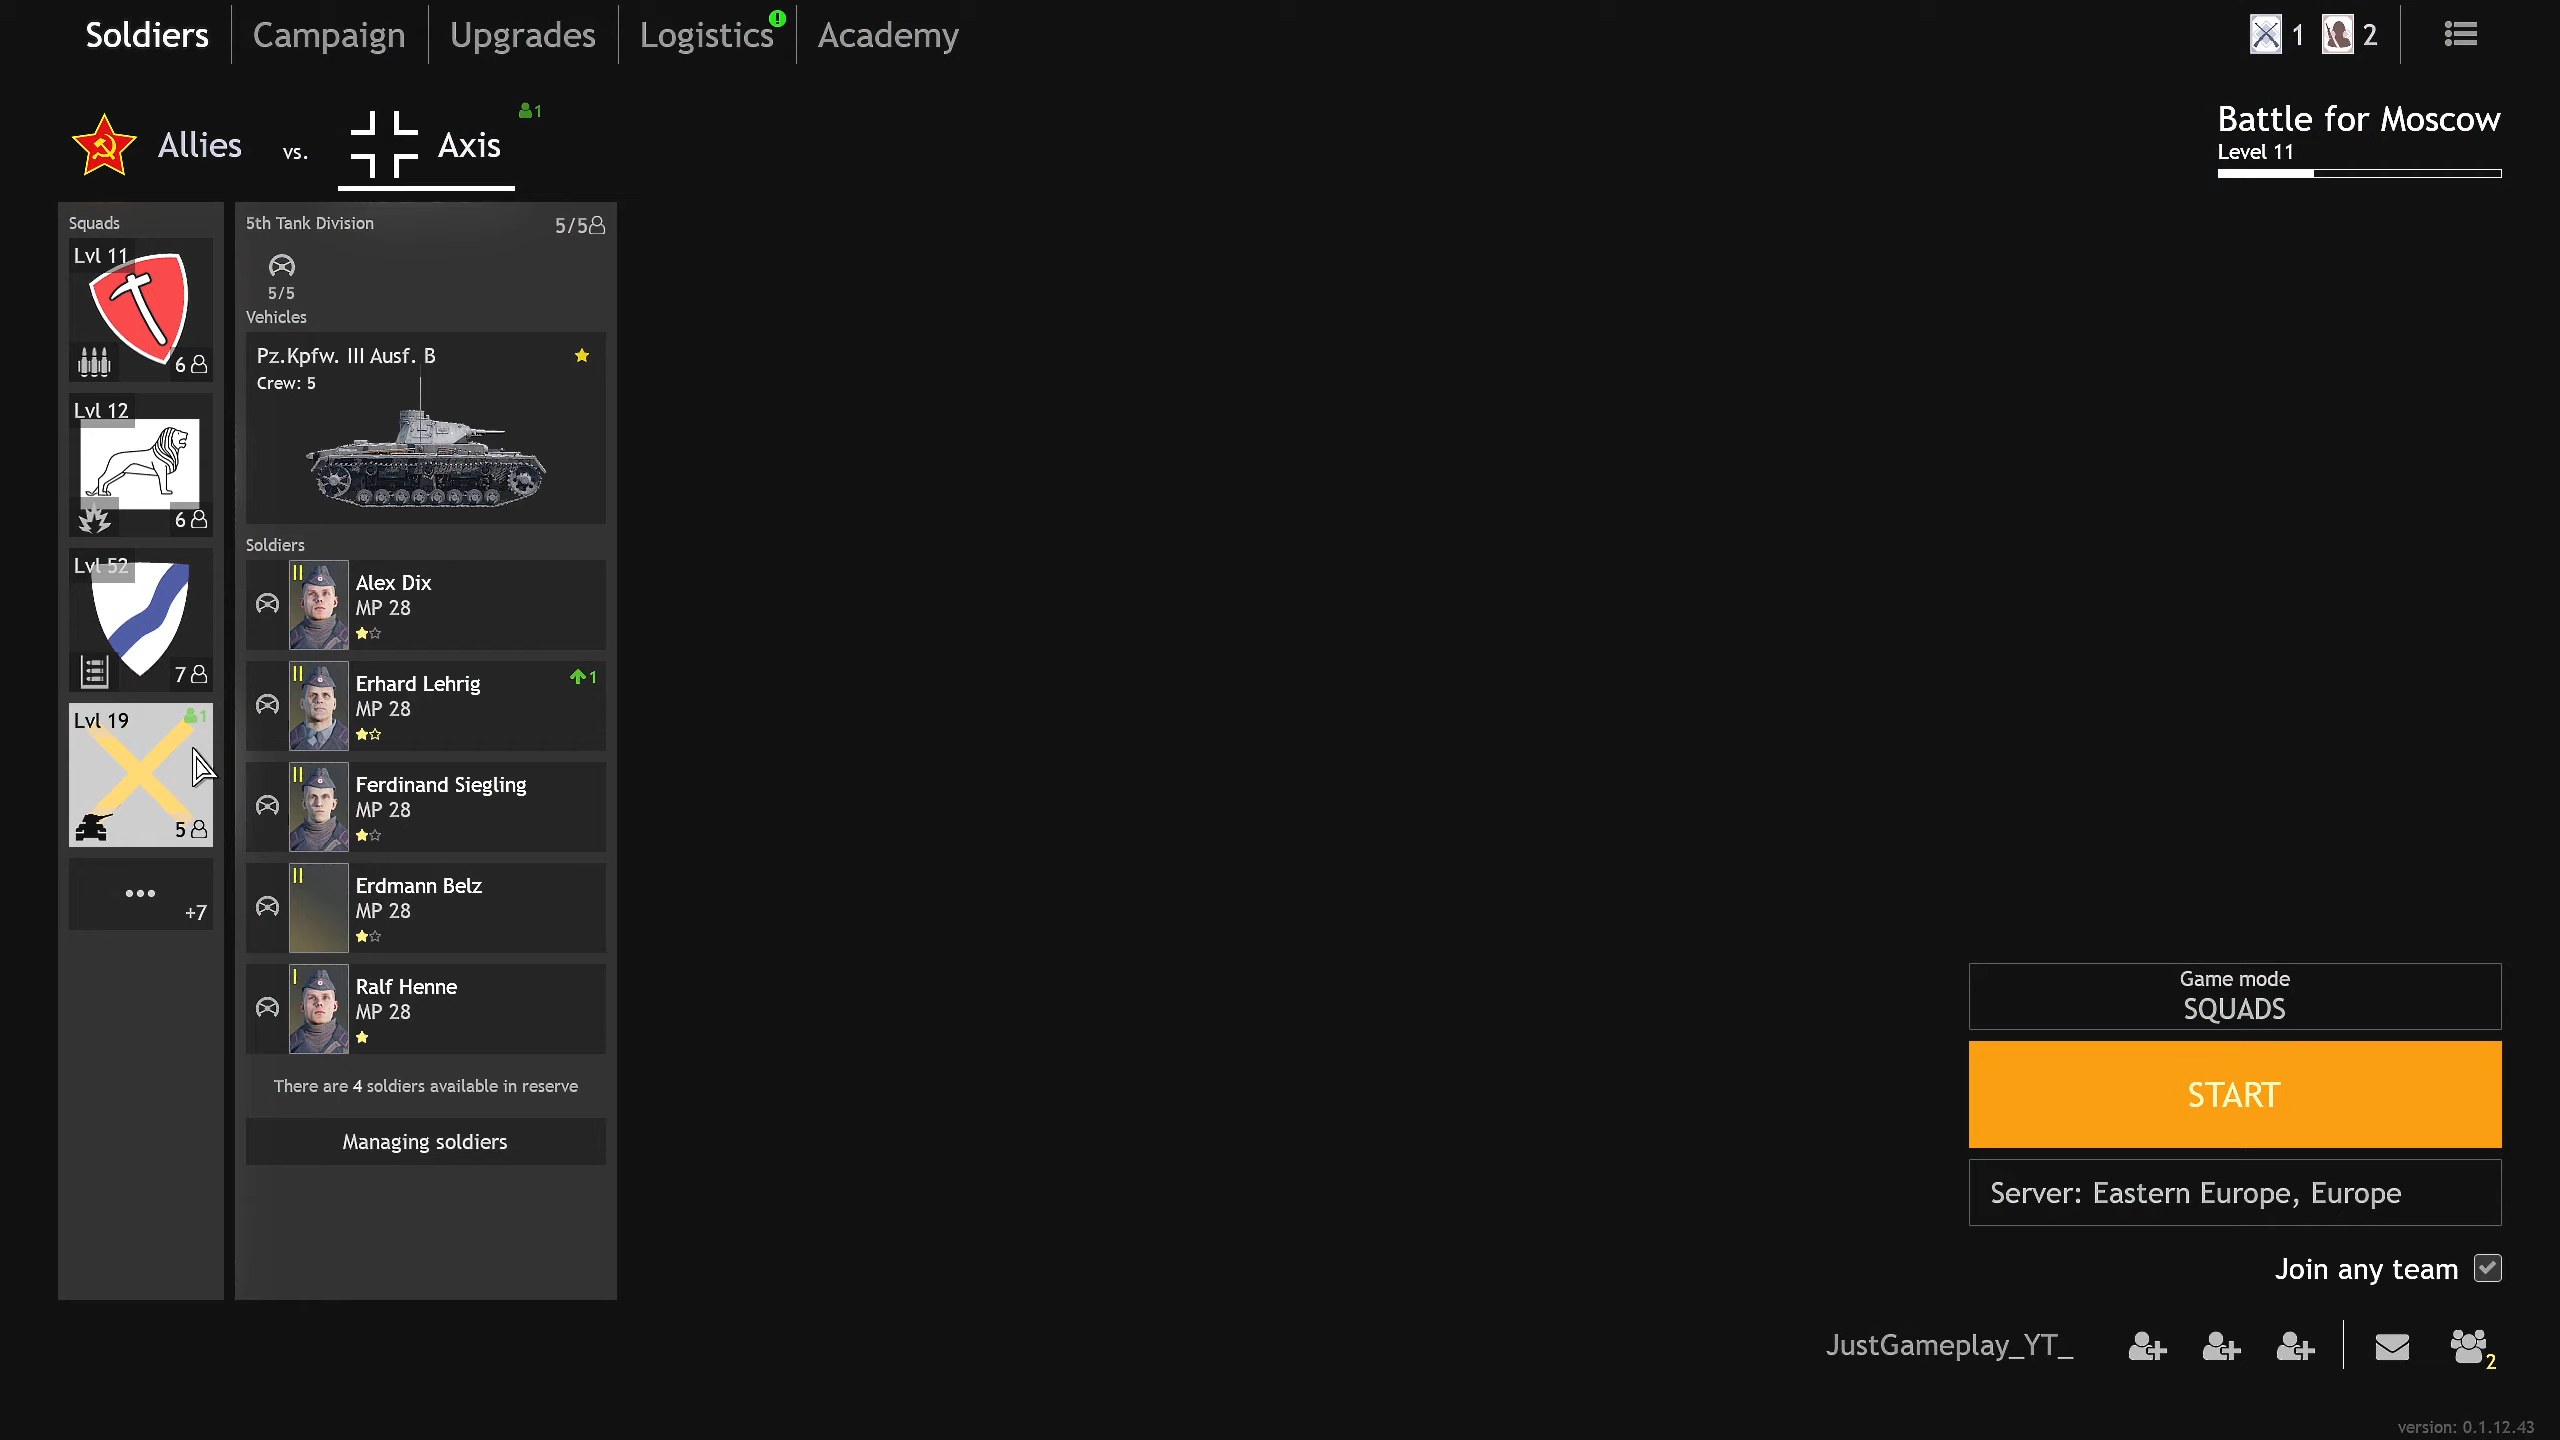 Soldiers
Campaign
Upgrades
Logistics
Academy
1
2
Allies
vs.
Axis
1
Battle for Moscow
Level 11
Squads
Lvl 11
6
Lvl 12
6
Lvl 52
7
Lvl 19
1
5
...
+7
5th Tank Division
5/5
5/5
Vehicles
Pz.Kpfw. III Ausf. B
Crew: 5
Soldiers
II
Alex Dix
MP 28
II
Erhard Lehrig
1
MP 28
II
Ferdinand Siegling
MP 28
II
Erdmann Belz
MP 28
I
Ralf Henne
MP 28
There are 4 soldiers available in reserve
Managing soldiers
Game mode
SQUADS
START
Server: Eastern Europe, Europe
Join any team
JustGameplay_YT_
2
version: 0.1.12.43